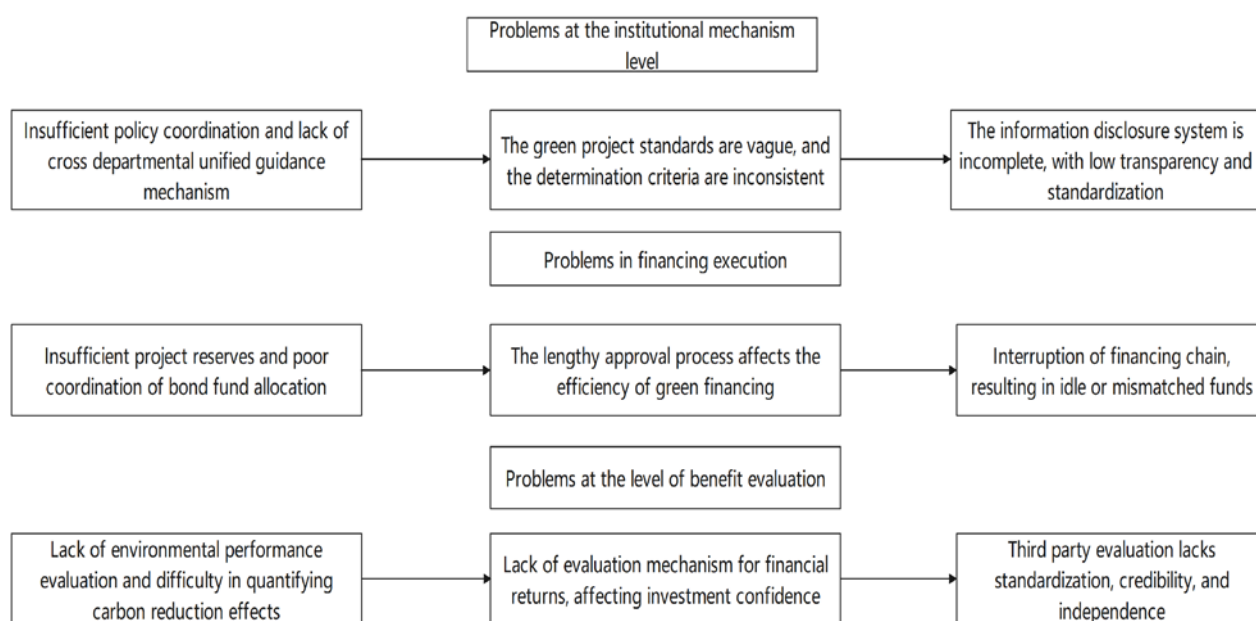 Problems at the institutional mechanism
level
Insufficient policy coordination and lack of
cross departmental unified guidance
mechanism
The green project standards are vague, and
the determination criteria are inconsistent
The information disclosure system is
incomplete, with low transparency and
standardization
Problems in financing execution
Insufficient project reserves and poor
coordination of bond fund allocation
The lengthy approval process affects the
efficiency of green financing
Interruption of financing chain,
resulting in idle or mismatched funds
Problems at the level of benefit evaluation
Lack of environmental performance
evaluation and difficulty in quantifying
carbon reduction effects
Lack of evaluation mechanism for financial
returns, affecting investment confidence
Third party evaluation lacks
standardization, credibility, and
independence